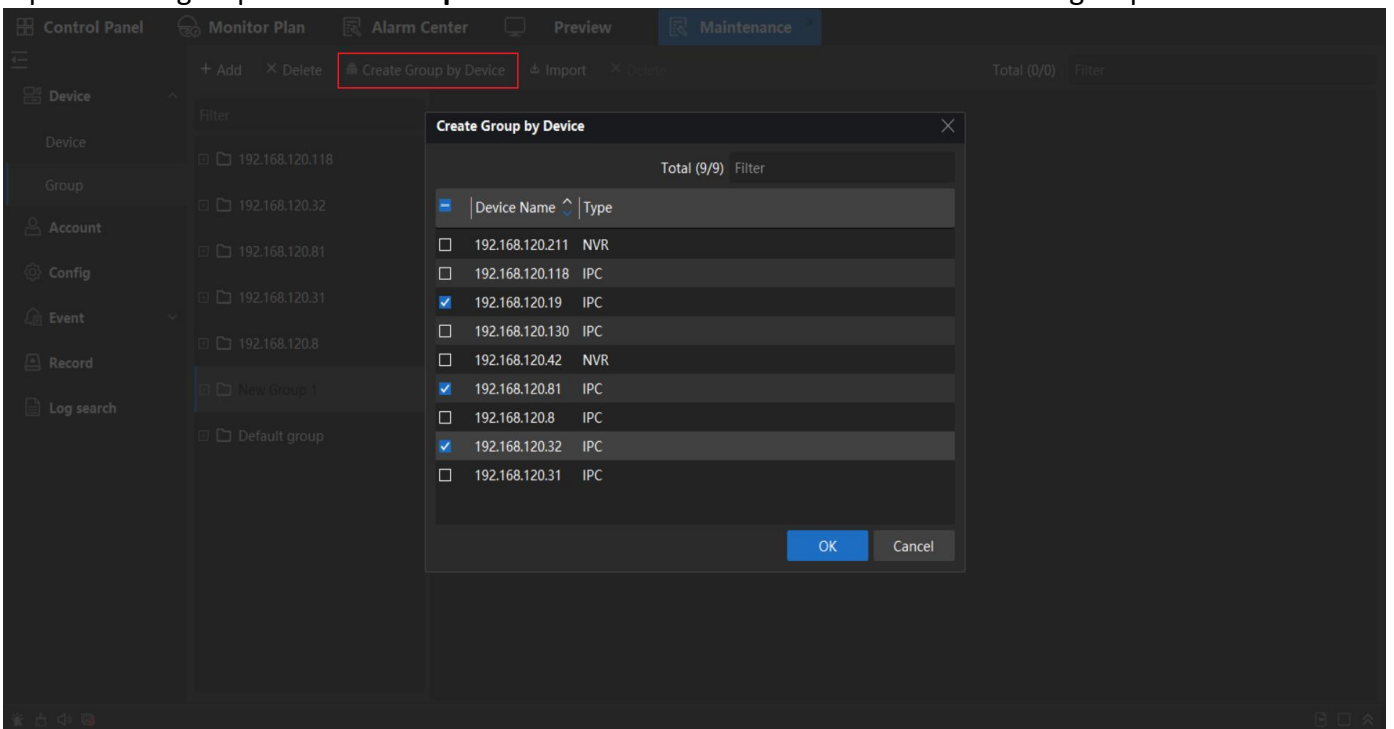 Control Panel Monitor Plan Alarm Center Preview Maintenance
+ Add × Delete Create Group by Device Import × Delete Total (0/0) Filter
Device
Device
Group
Account
Config
Event
Record
Log search
Filter
192.168.120.118
192.168.120.32
192.168.120.81
192.168.120.31
192.168.120.8
New Group 1
Default group
Create Group by Device
Total (9/9) Filter
Device Name Type
192.168.120.211 NVR
192.168.120.118 IPC
192.168.120.19 IPC
192.168.120.130 IPC
192.168.120.42 NVR
192.168.120.81 IPC
192.168.120.8 IPC
192.168.120.32 IPC
192.168.120.31 IPC
OK Cancel